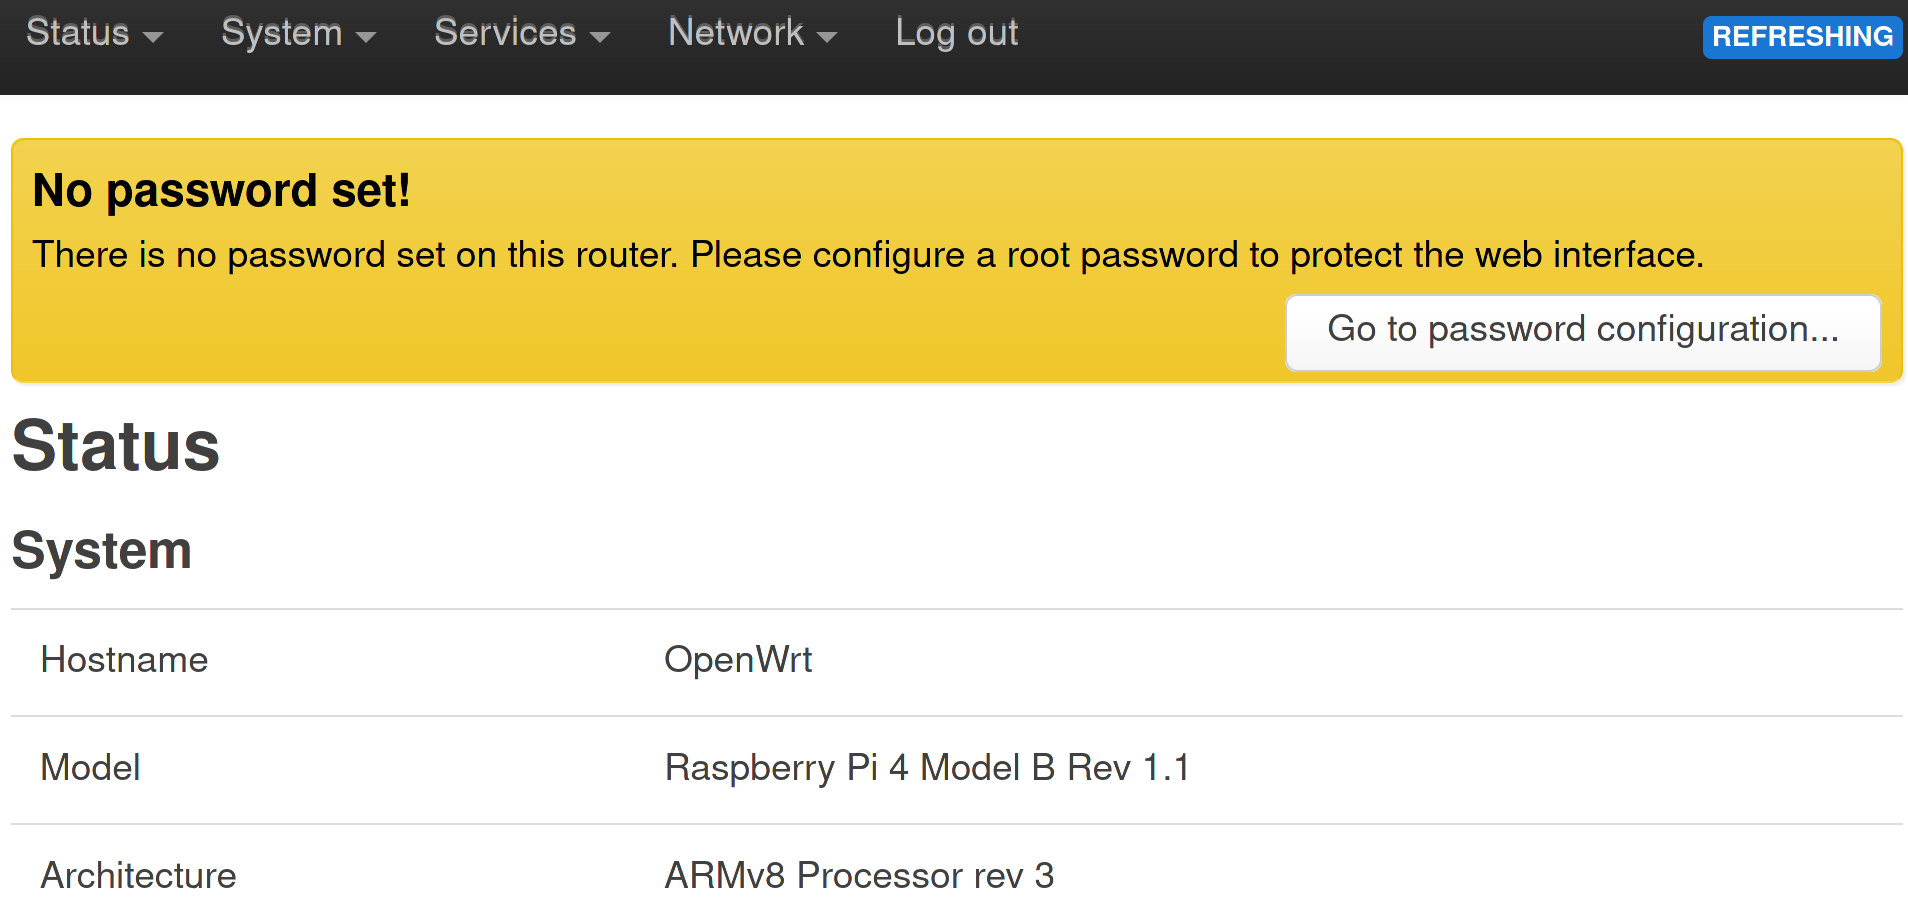 Status System Services Network Log out REFRESHING
No password set!
There is no password set on this router. Please configure a root password to protect the web interface.
Go to password configuration...
Status
System
Hostname OpenWrt
Model Raspberry Pi 4 Model B Rev 1.1
Architecture ARMv8 Processor rev 3